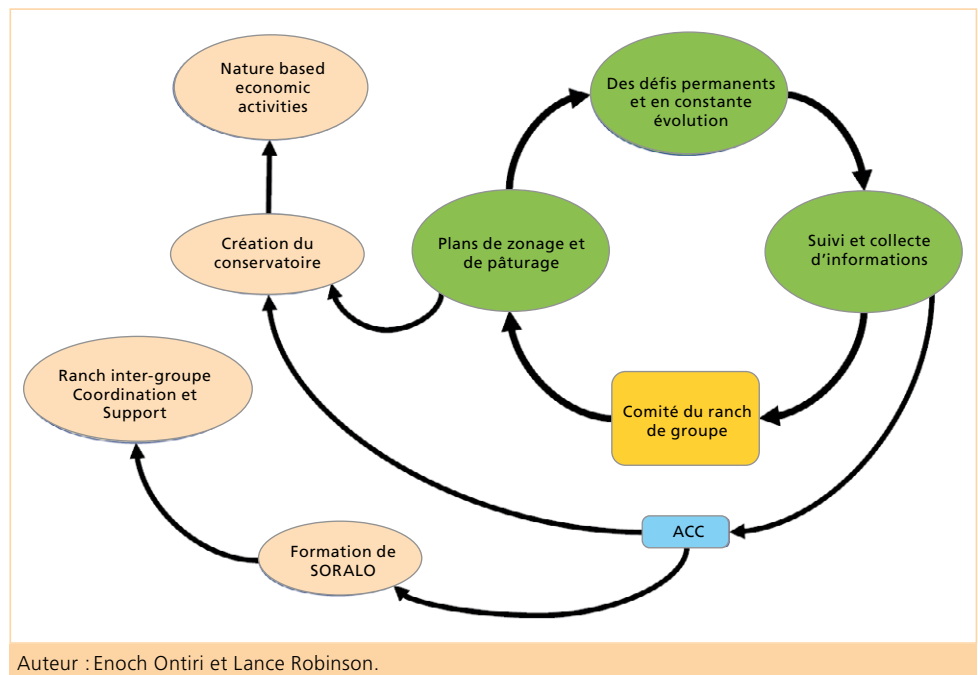 Nature based
economic
activities
Des défis permanents
et en constante
évolution
Création du
conservatoire
Plans de zonage et
de pâturage
Suivi et collecte
d'informations
Ranch inter-groupe
Coordination et
Support
Comité du ranch
de groupe
ACC
Formation de
SORALO
Auteur : Enoch Ontiri et Lance Robinson.